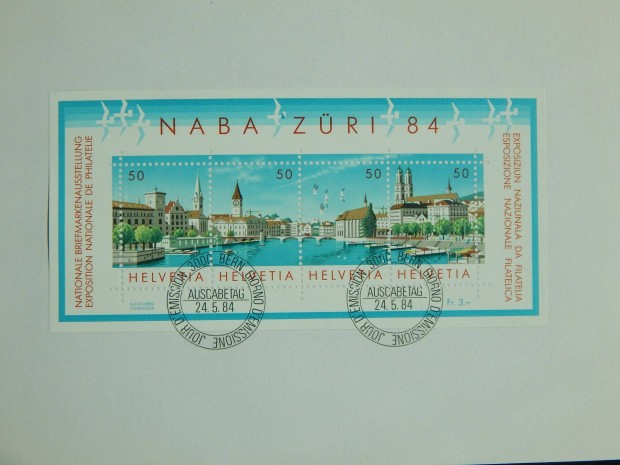 NABA ZÜRI 84
NATIONALE BRIEFMARKENAUSSTELLUNG
EXPOSITION NATIONALE DE PHILATELIE
50 50 50 50
HELVETIA HELVETIA HELVETIA HELVETIA
EXPOSIZIUN NAZIUNALA DA FILATELIA
ESPOSIZIONE NAZIONALE FILATELICA
Fr. 3.–
3000 BERN GIORNO D'EMISSIONE JOUR D'EMISSION
AUSGABETAG
24.5.84
3000 BERN GIORNO D'EMISSIONE JOUR D'EMISSION
AUSGABETAG
24.5.84